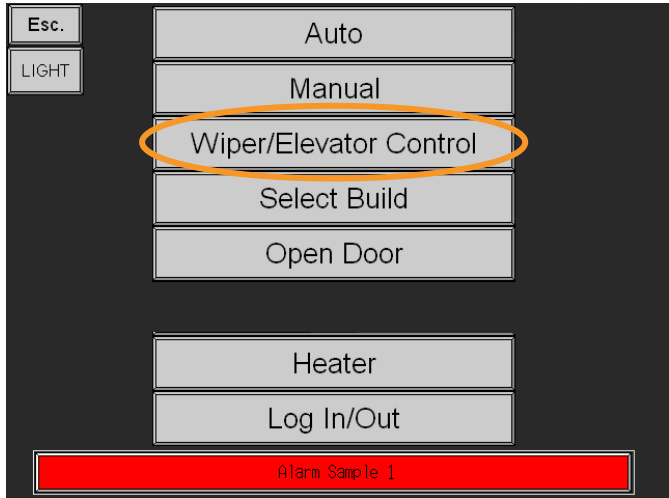 Esc.
LIGHT
Auto
Manual
Wiper/Elevator Control
Select Build
Open Door
Heater
Log In/Out
Alarm Sample 1